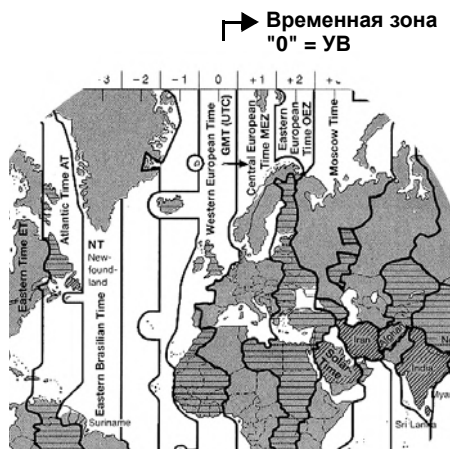 Временная зона
"0" = УВ
-3 -2 -1 0 +1 +2
Eastern Time ET
Atlantic Time AT
NT
New-
found-
land
Eastern Brasilian Time
Western European Time
GMT (UTC)
Central European
Time MEZ
Eastern
European
Time OEZ
Moscow Time
Solar
Time
Iran
India
Suriname
Sri Lanka